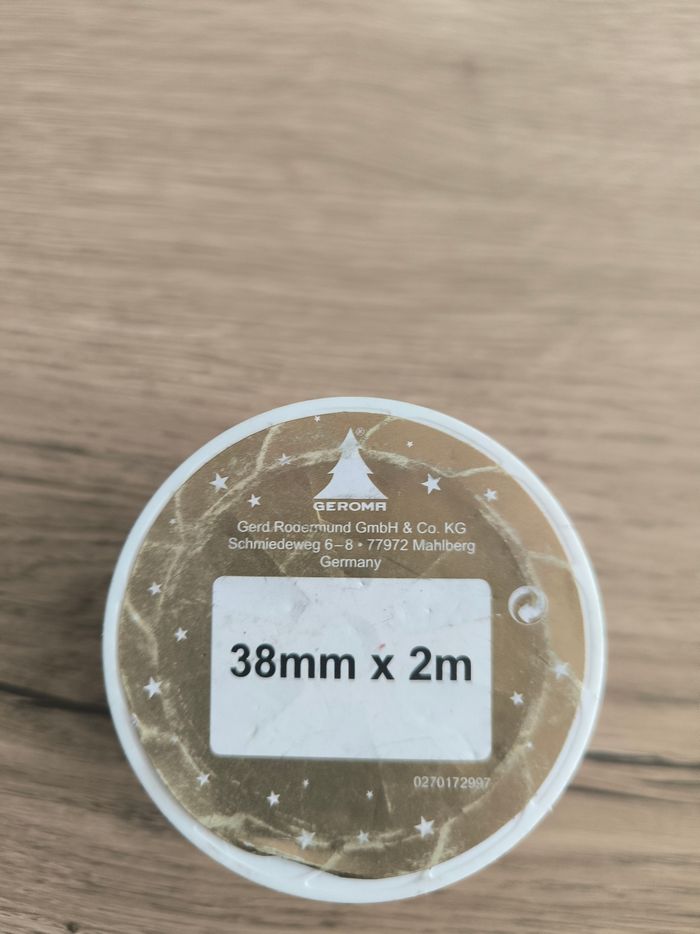 ®
GEROMA
Gerd Rodermund GmbH & Co. KG
Schmiedeweg 6–8 • 77972 Mahlberg
Germany
38mm x 2m
0270172997